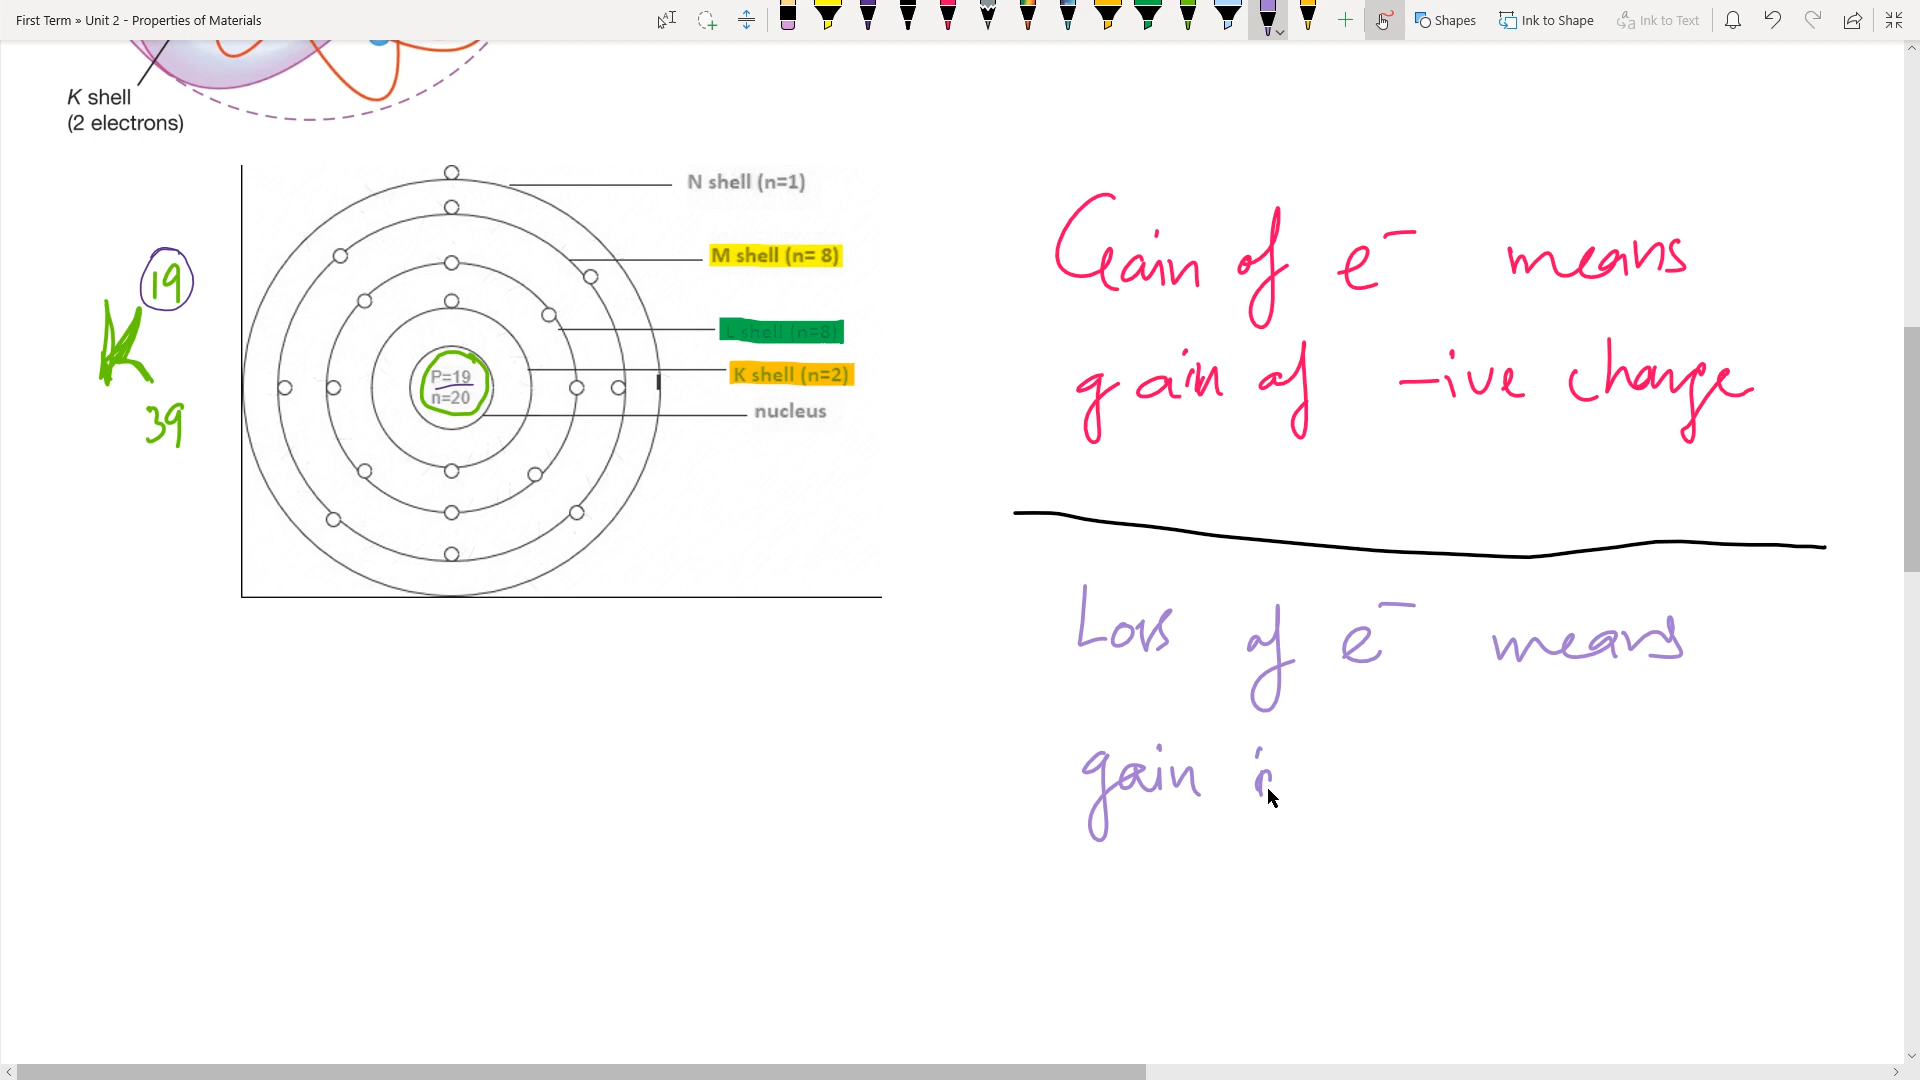 First Term » Unit 2 - Properties of Materials
Shapes
Ink to Shape
Ink to Text
K shell
(2 electrons)
N shell (n=1)
M shell (n= 8)
L shell (n=8)
K shell (n=2)
nucleus
P=19
n=20
19
K
39
Gain of e⁻ means
gain of -ive charge
Loss of e⁻ means
gain